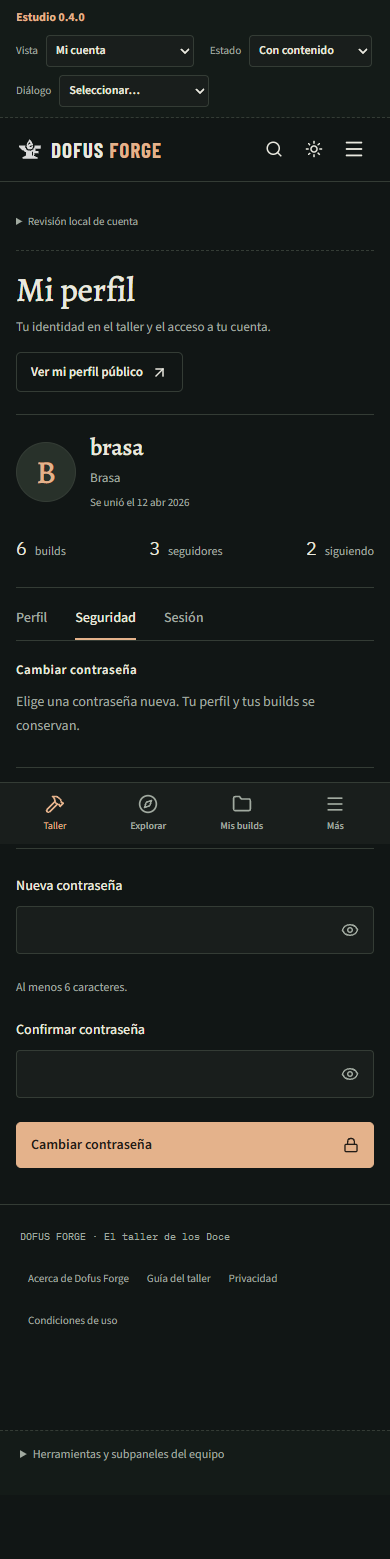 Estudio 0.4.0
Vista Mi cuenta Estado Con contenido
Diálogo Seleccionar...
DOFUS FORGE
Revisión local de cuenta
Mi perfil
Tu identidad en el taller y el acceso a tu cuenta.
Ver mi perfil público
B
brasa
Brasa
Se unió el 12 abr 2026
6 builds 3 seguidores 2 siguiendo
Perfil Seguridad Sesión
Cambiar contraseña
Elige una contraseña nueva. Tu perfil y tus builds se
conservan.
Taller Explorar Mis builds Más
Nueva contraseña
Al menos 6 caracteres.
Confirmar contraseña
Cambiar contraseña
DOFUS FORGE · El taller de los Doce
Acerca de Dofus Forge Guía del taller Privacidad
Condiciones de uso
Herramientas y subpaneles del equipo